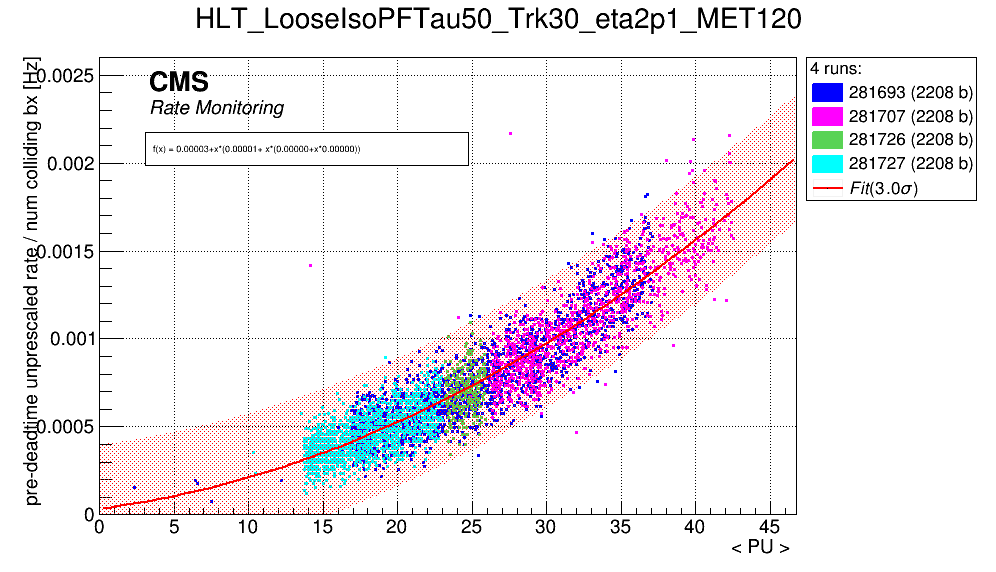 HLT_LooseIsoPFTau50_Trk30_eta2p1_MET120
pre-deadtime unprescaled rate / num colliding bx [Hz]
0.0025
0.002
0.0015
0.001
0.0005
0
CMS
Rate Monitoring
f(x) = 0.00003+x*(0.00001+ x*(0.00000+x*0.00000))
4 runs:
281693 (2208 b)
281707 (2208 b)
281726 (2208 b)
281727 (2208 b)
Fit(3.0σ)
0 5 10 15 20 25 30 35 40 45
< PU >